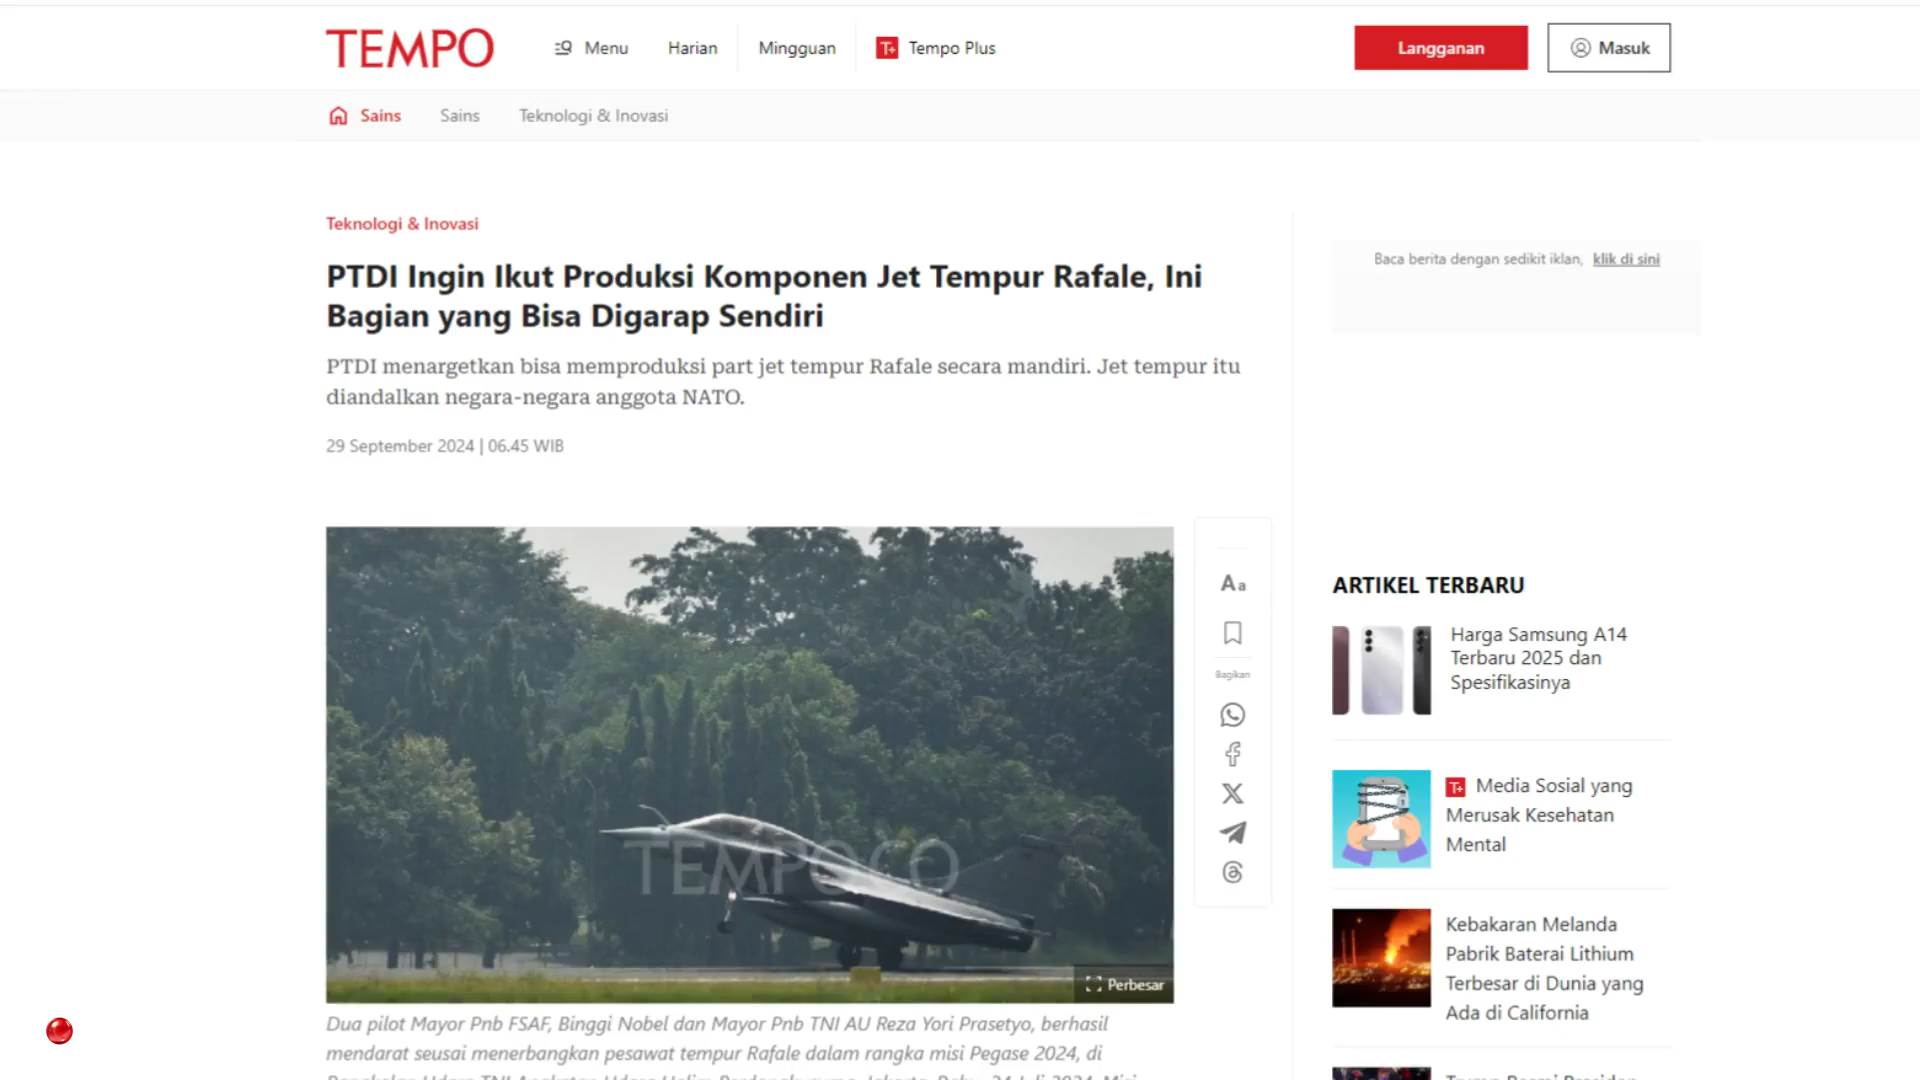 TEMPO
Menu
Harian
Mingguan
T+ Tempo Plus
Langganan
Masuk
Sains
Sains
Teknologi & Inovasi
Teknologi & Inovasi
PTDI Ingin Ikut Produksi Komponen Jet Tempur Rafale, Ini
Bagian yang Bisa Digarap Sendiri
PTDI menargetkan bisa memproduksi part jet tempur Rafale secara mandiri. Jet tempur itu
diandalkan negara-negara anggota NATO.
29 September 2024 | 06.45 WIB
TEMPO.CO
Perbesar
Dua pilot Mayor Pnb FSAF, Binggi Nobel dan Mayor Pnb TNI AU Reza Yori Prasetyo, berhasil
mendarat seusai menerbangkan pesawat tempur Rafale dalam rangka misi Pegase 2024, di
Aa
Bagikan
Baca berita dengan sedikit iklan, klik di sini
ARTIKEL TERBARU
Harga Samsung A14
Terbaru 2025 dan
Spesifikasinya
T+ Media Sosial yang
Merusak Kesehatan
Mental
Kebakaran Melanda
Pabrik Baterai Lithium
Terbesar di Dunia yang
Ada di California